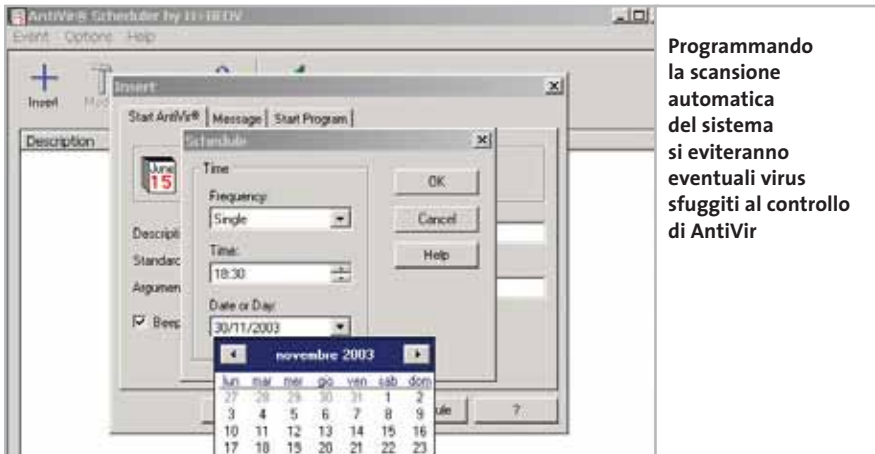 AntiVir® Scheduler by H+BEDV
Event Options Help
Insert
Description
Insert
Start AntiVir® Message Start Program
June
15
Schedule
Time
Frequency:
Single
Time:
18:30
Date or Day:
30/11/2003
OK
Cancel
Help
Beep
novembre 2003
lun mar mer gio ven sab dom
27 28 29 30 31 1 2
3 4 5 6 7 8 9
10 11 12 13 14 15 16
17 18 19 20 21 22 23
?
Programmando
la scansione
automatica
del sistema
si eviteranno
eventuali virus
sfuggiti al controllo
di AntiVir